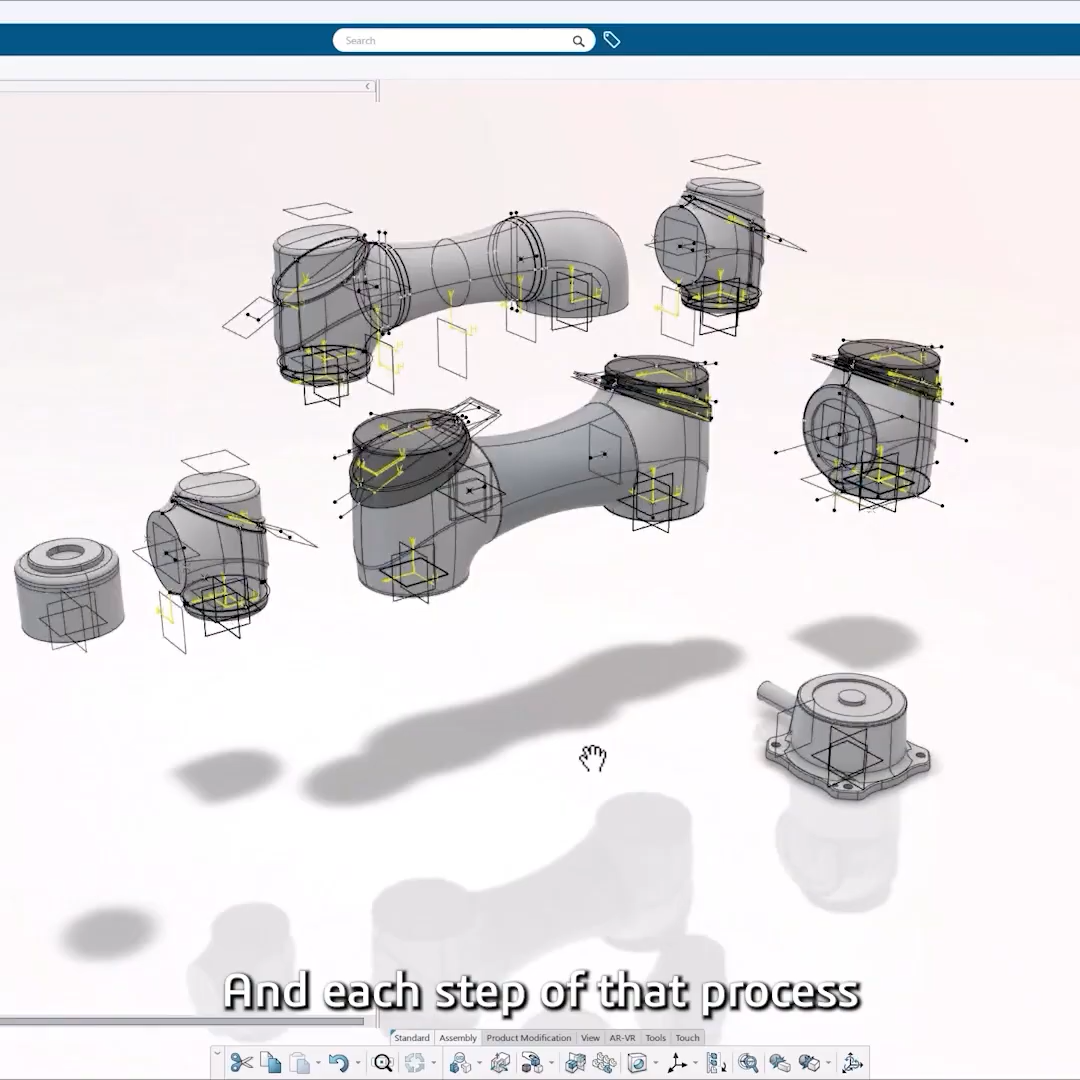 Search
And each step of that process
Standard Assembly Product Modification View AR-VR Tools Touch